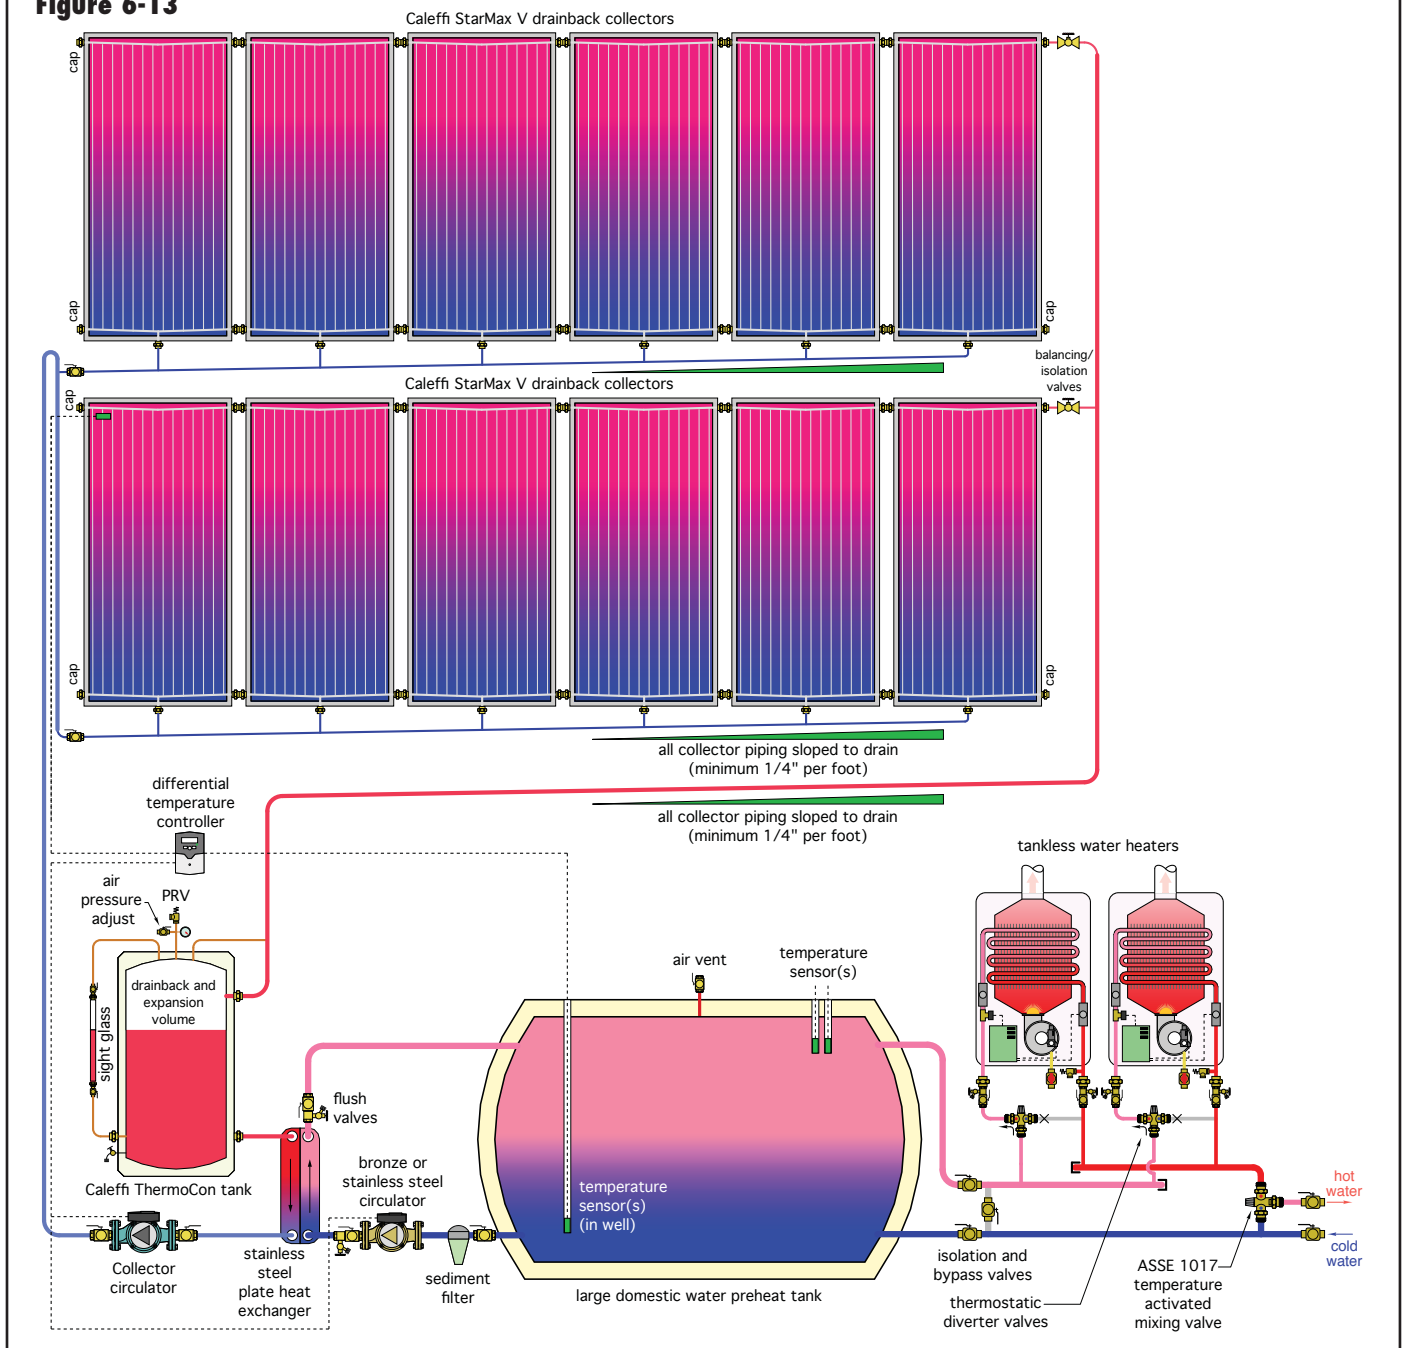 Figure 6-13
Caleffi StarMax V drainback collectors
cap
cap
cap
balancing/
isolation
valves
Caleffi StarMax V drainback collectors
cap
cap
cap
all collector piping sloped to drain
(minimum 1/4" per foot)
all collector piping sloped to drain
(minimum 1/4" per foot)
differential
temperature
controller
tankless water heaters
air
pressure
adjust
PRV
drainback and
expansion
volume
sight glass
Caleffi ThermoCon tank
flush
valves
air vent
temperature
sensor(s)
bronze or
stainless steel
circulator
temperature
sensor(s)
(in well)
hot
water
cold
water
Collector
circulator
stainless
steel
plate heat
exchanger
sediment
filter
large domestic water preheat tank
isolation and
bypass valves
thermostatic
diverter valves
ASSE 1017
temperature
activated
mixing valve